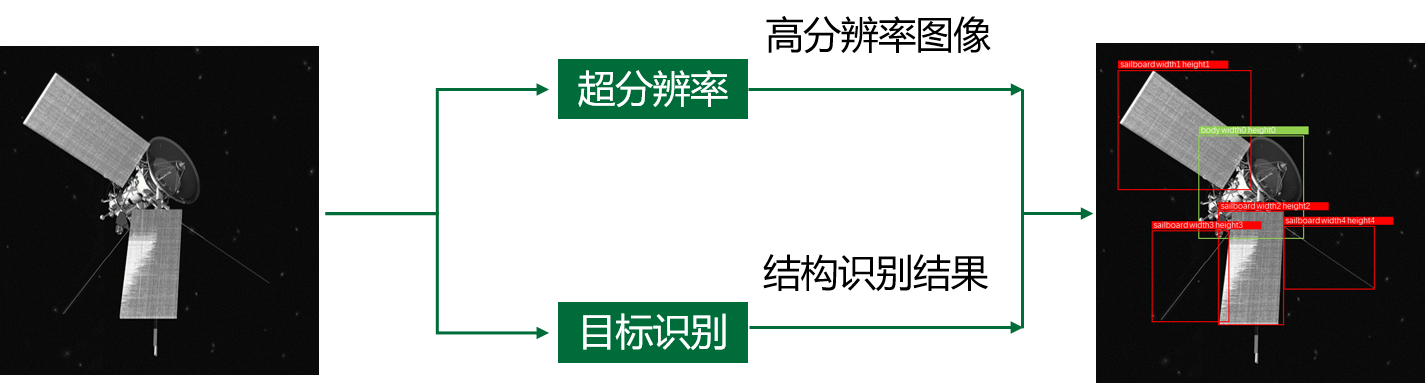 高分辨率图像
超分辨率
结构识别结果
目标识别
sailboard width1 height1
body width0 height0
sailboard width2 height2
sailboard width3 height3
sailboard width4 height4